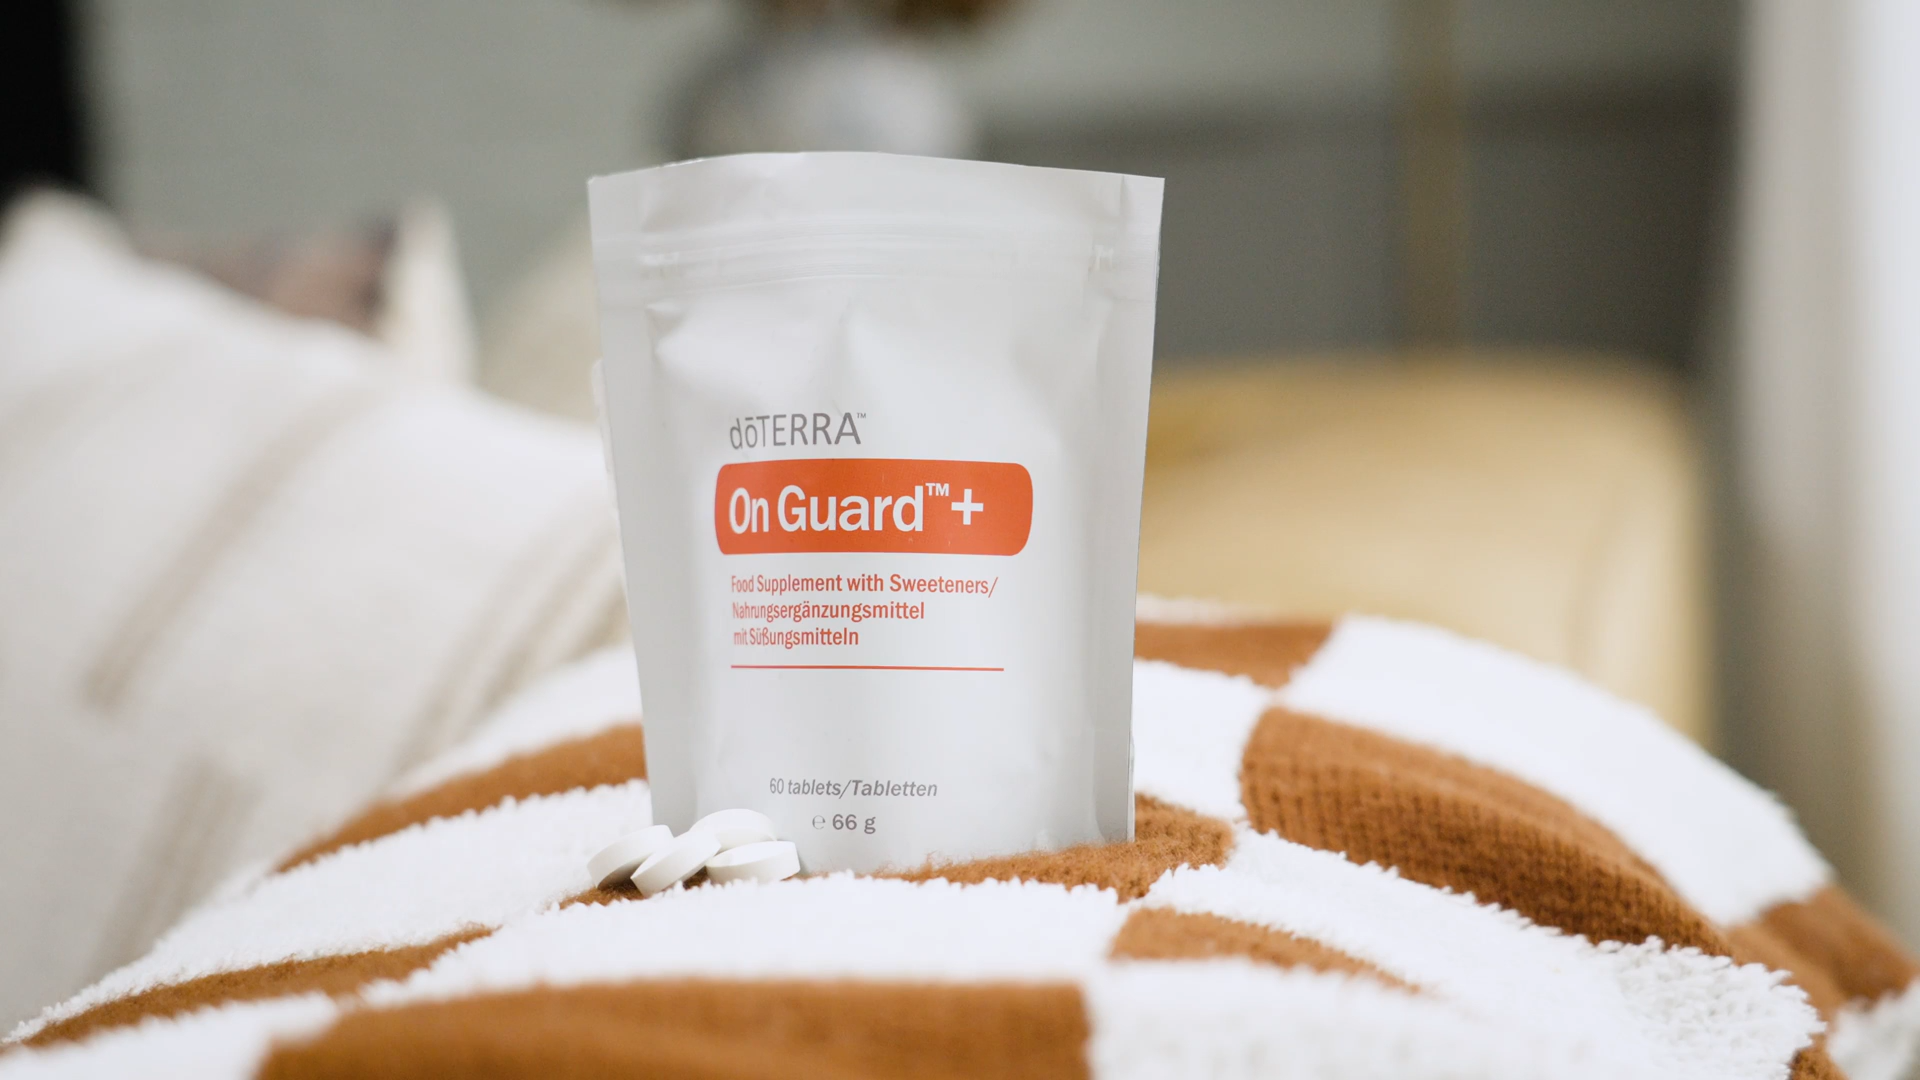 dōTERRA™
On Guard™+
Food Supplement with Sweeteners/
Nahrungsergänzungsmittel
mit Süßungsmitteln
60 tablets/Tabletten
℮ 66 g